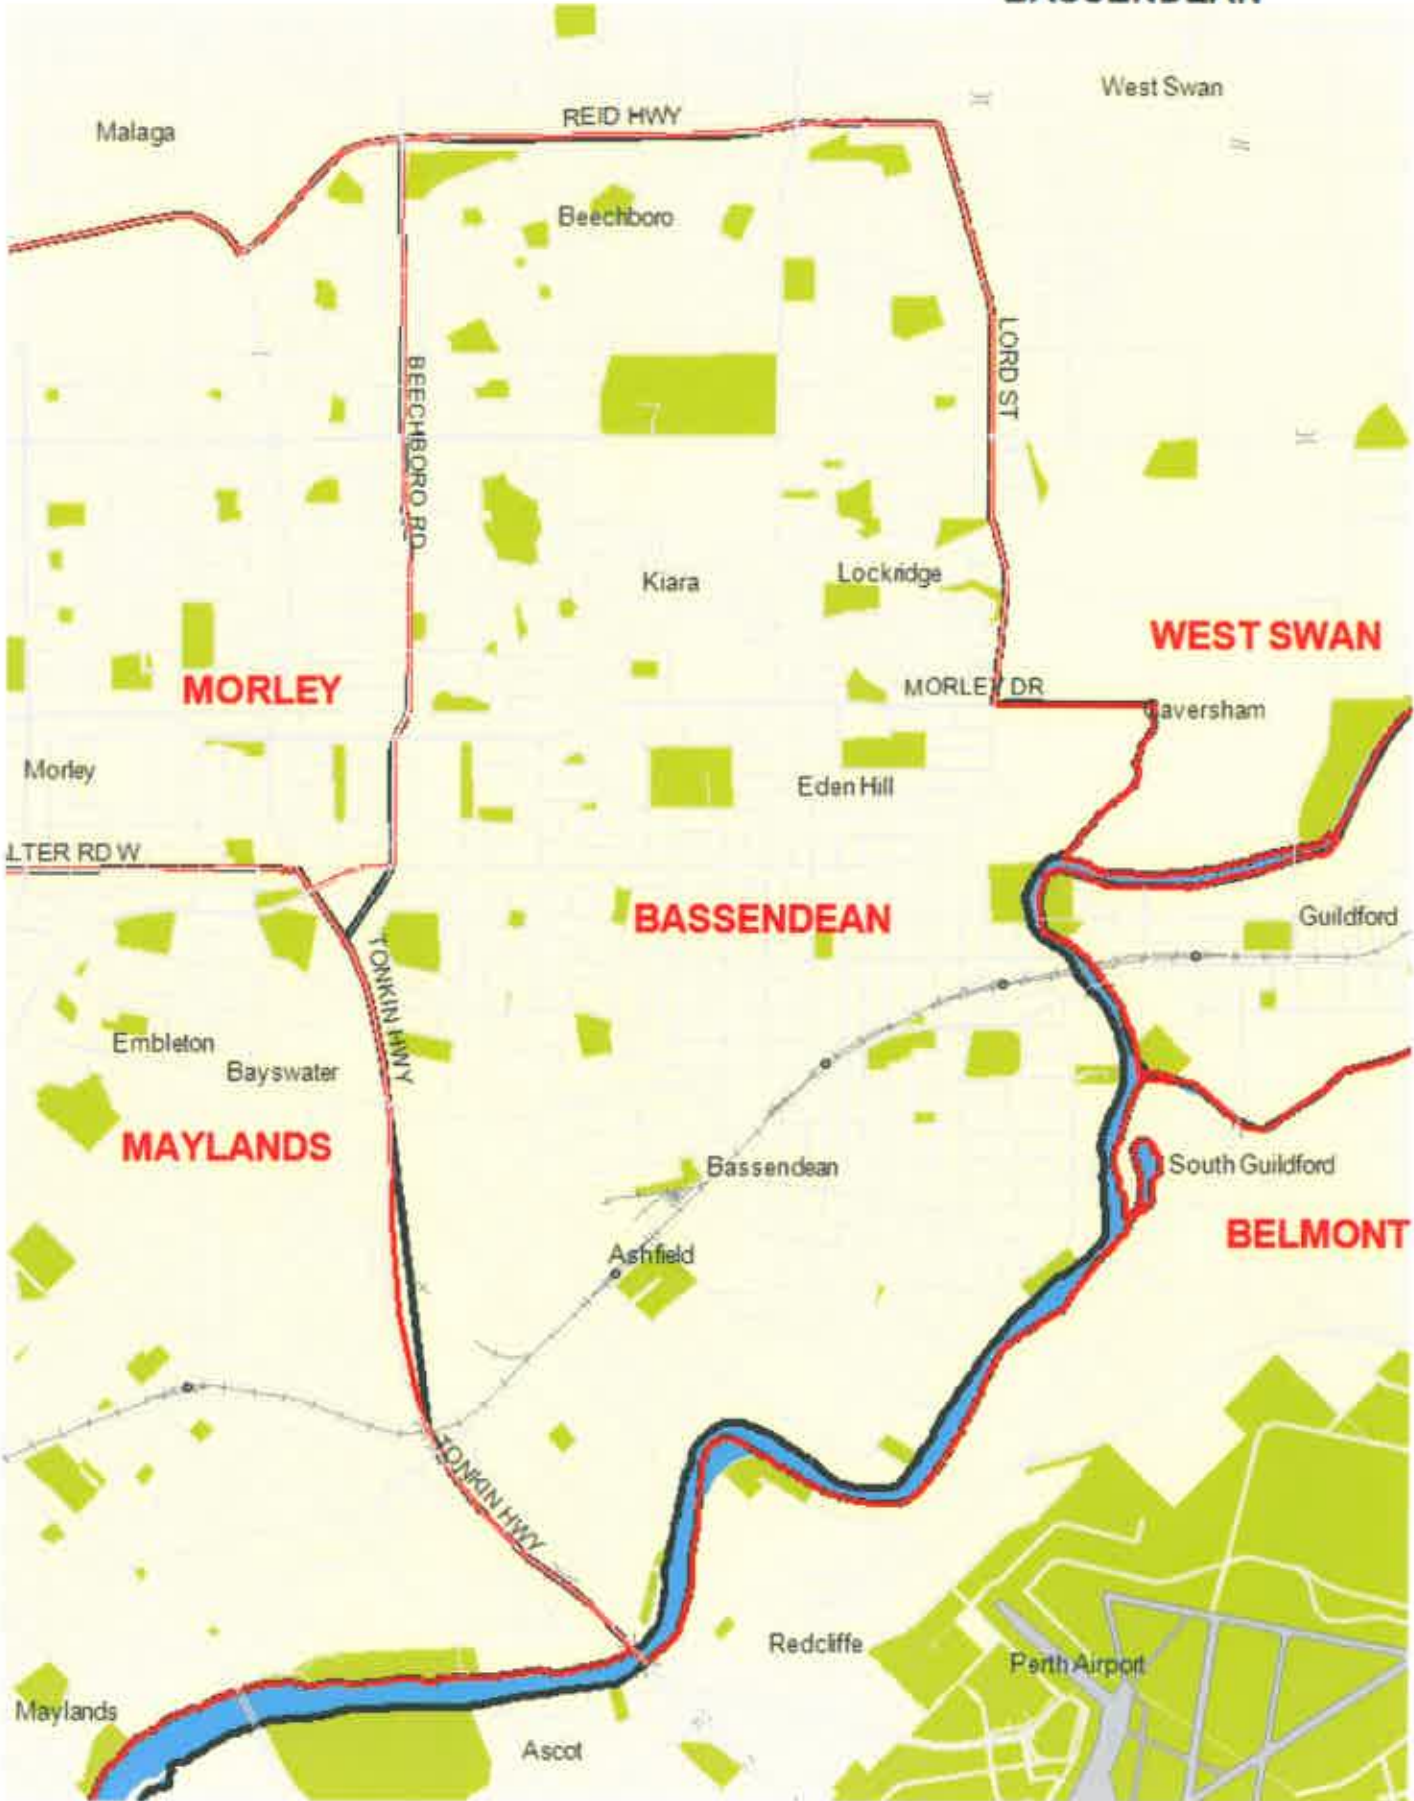 West Swan
REID HWY
Malaga
Beechboro
LORD ST
BEECHBORO RD
Lockridge
Kiara
WEST SWAN
MORLEY
MORLEY DR
Caversham
Morley
Eden Hill
LTER RD W
BASSENDEAN
Guildford
TONKIN HWY
Embleton
Bayswater
MAYLANDS
Bassendean
South Guildford
BELMONT
Ashfield
TONKIN HWY
Redcliffe
Perth Airport
Maylands
Ascot